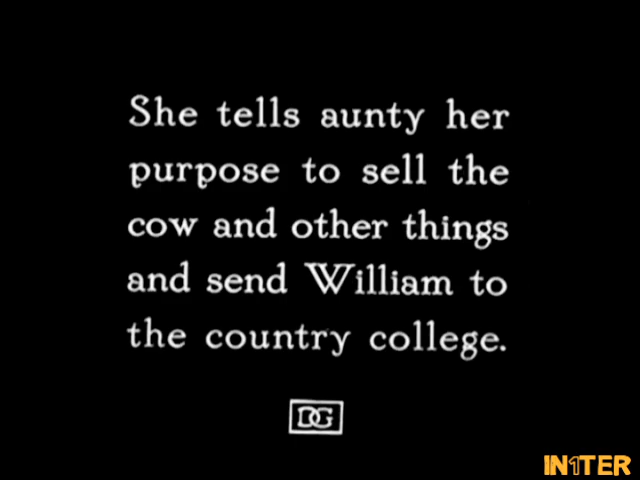 She tells aunty her
purpose to sell the
cow and other things
and send William to
the country college.
DG
IN1TER